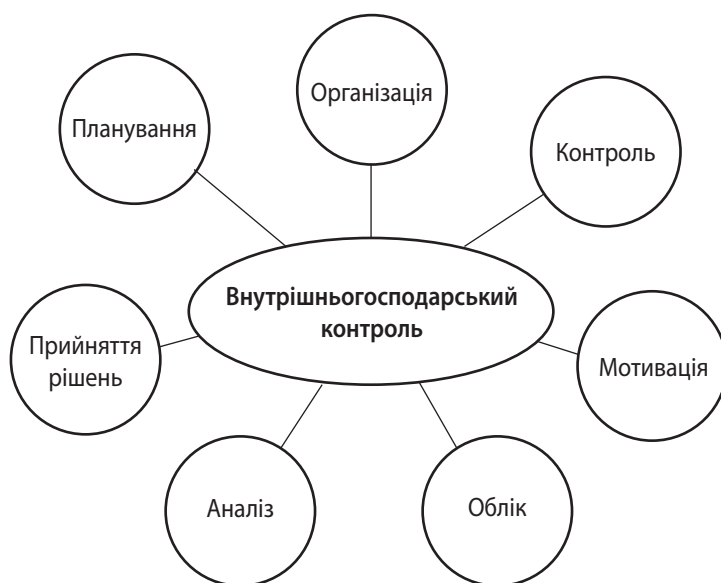 Організація
Планування
Контроль
Внутрішньогосподарський
контроль
Прийняття
рішень
Мотивація
Аналіз
Облік